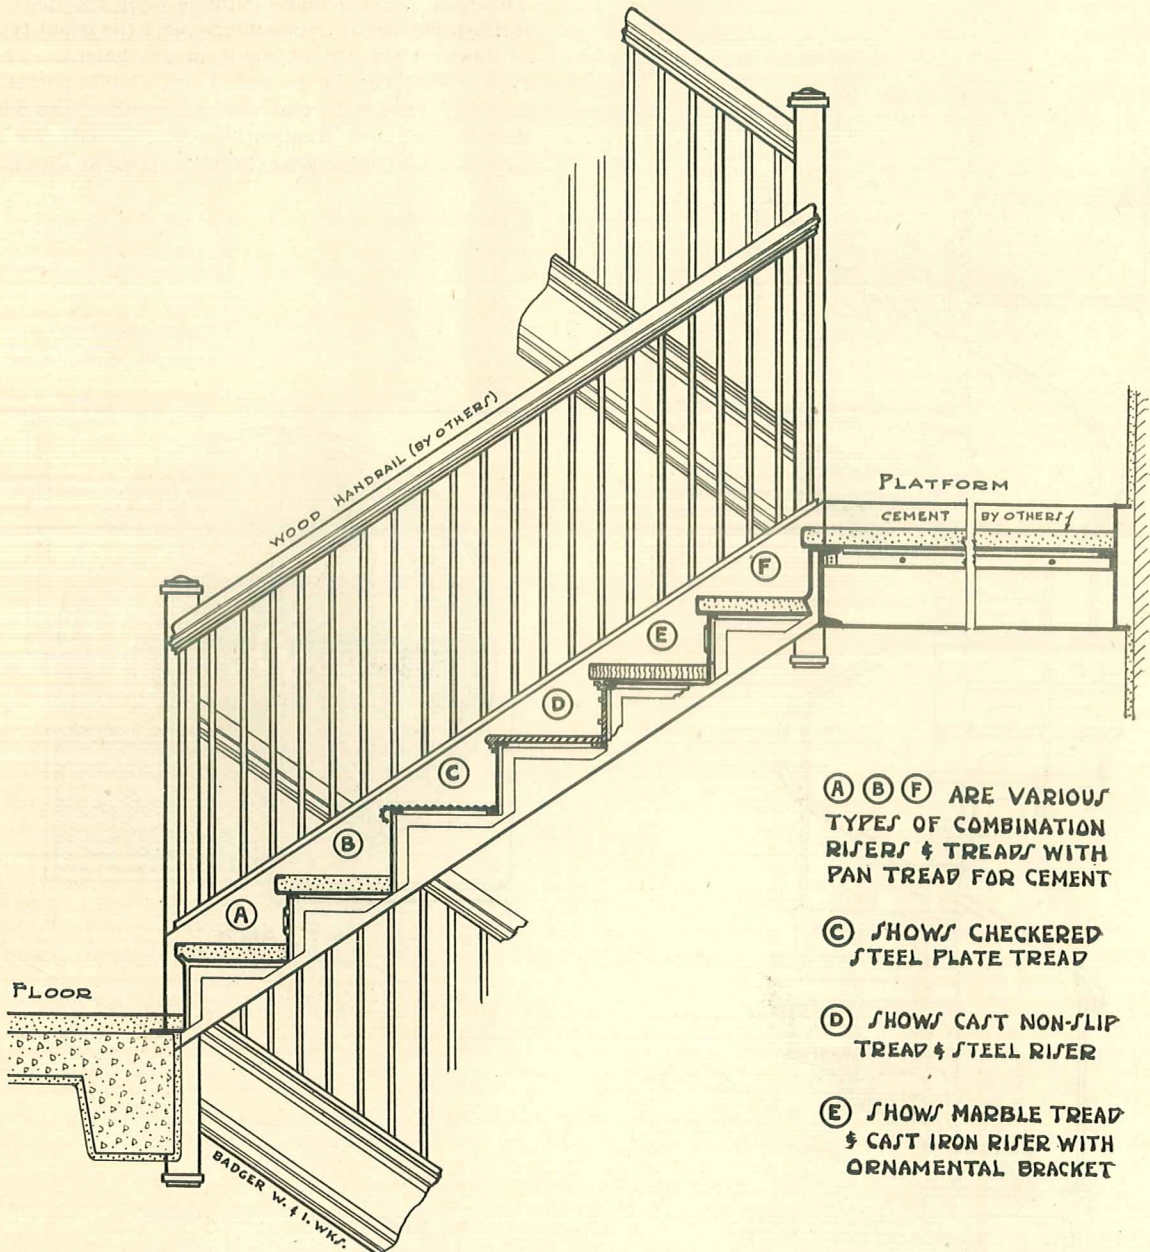 WOOD HANDRAIL (BY OTHERS)
PLATFORM
CEMENT BY OTHERS
F
E
D
C
B
A
FLOOR
BADGER W. & I. WKS.
A B F ARE VARIOUS
TYPES OF COMBINATION
RISERS & TREADS WITH
PAN TREAD FOR CEMENT
C SHOWS CHECKERED
STEEL PLATE TREAD
D SHOWS CAST NON-SLIP
TREAD & STEEL RISER
E SHOWS MARBLE TREAD
& CAST IRON RISER WITH
ORNAMENTAL BRACKET